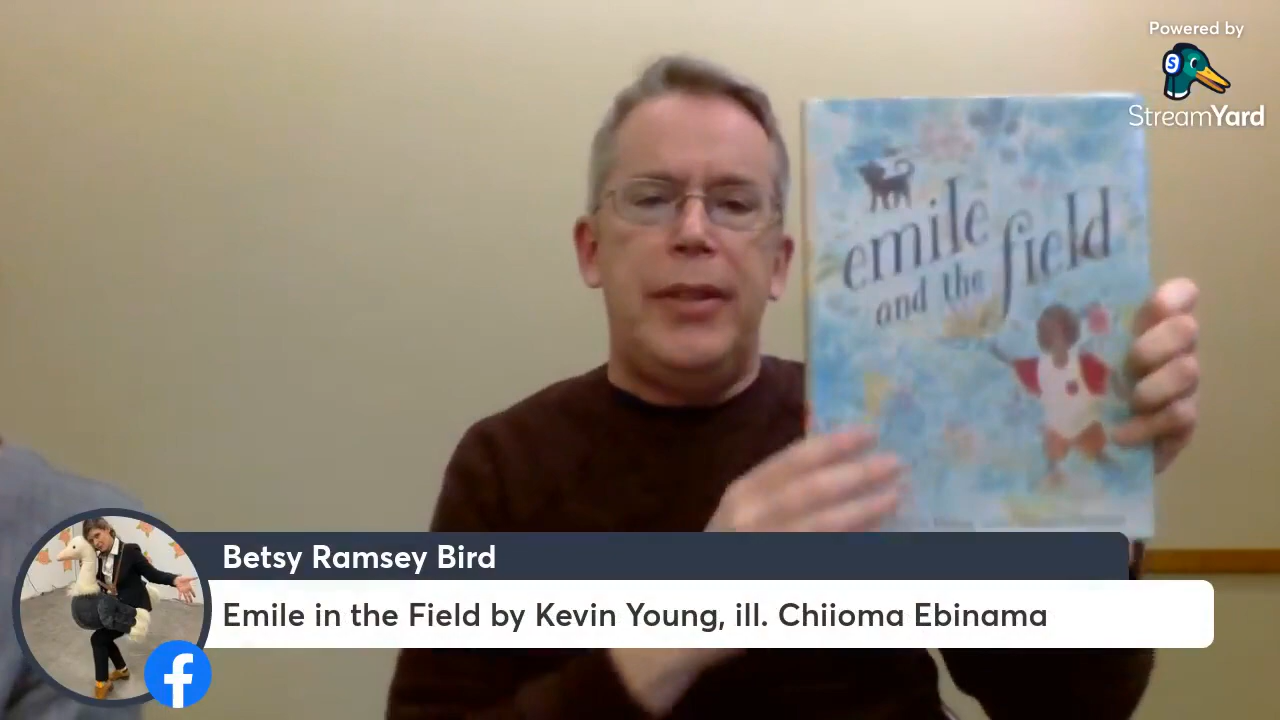 Powered by
S
StreamYard
emile
and the field
Betsy Ramsey Bird
Emile in the Field by Kevin Young, ill. Chiioma Ebinama